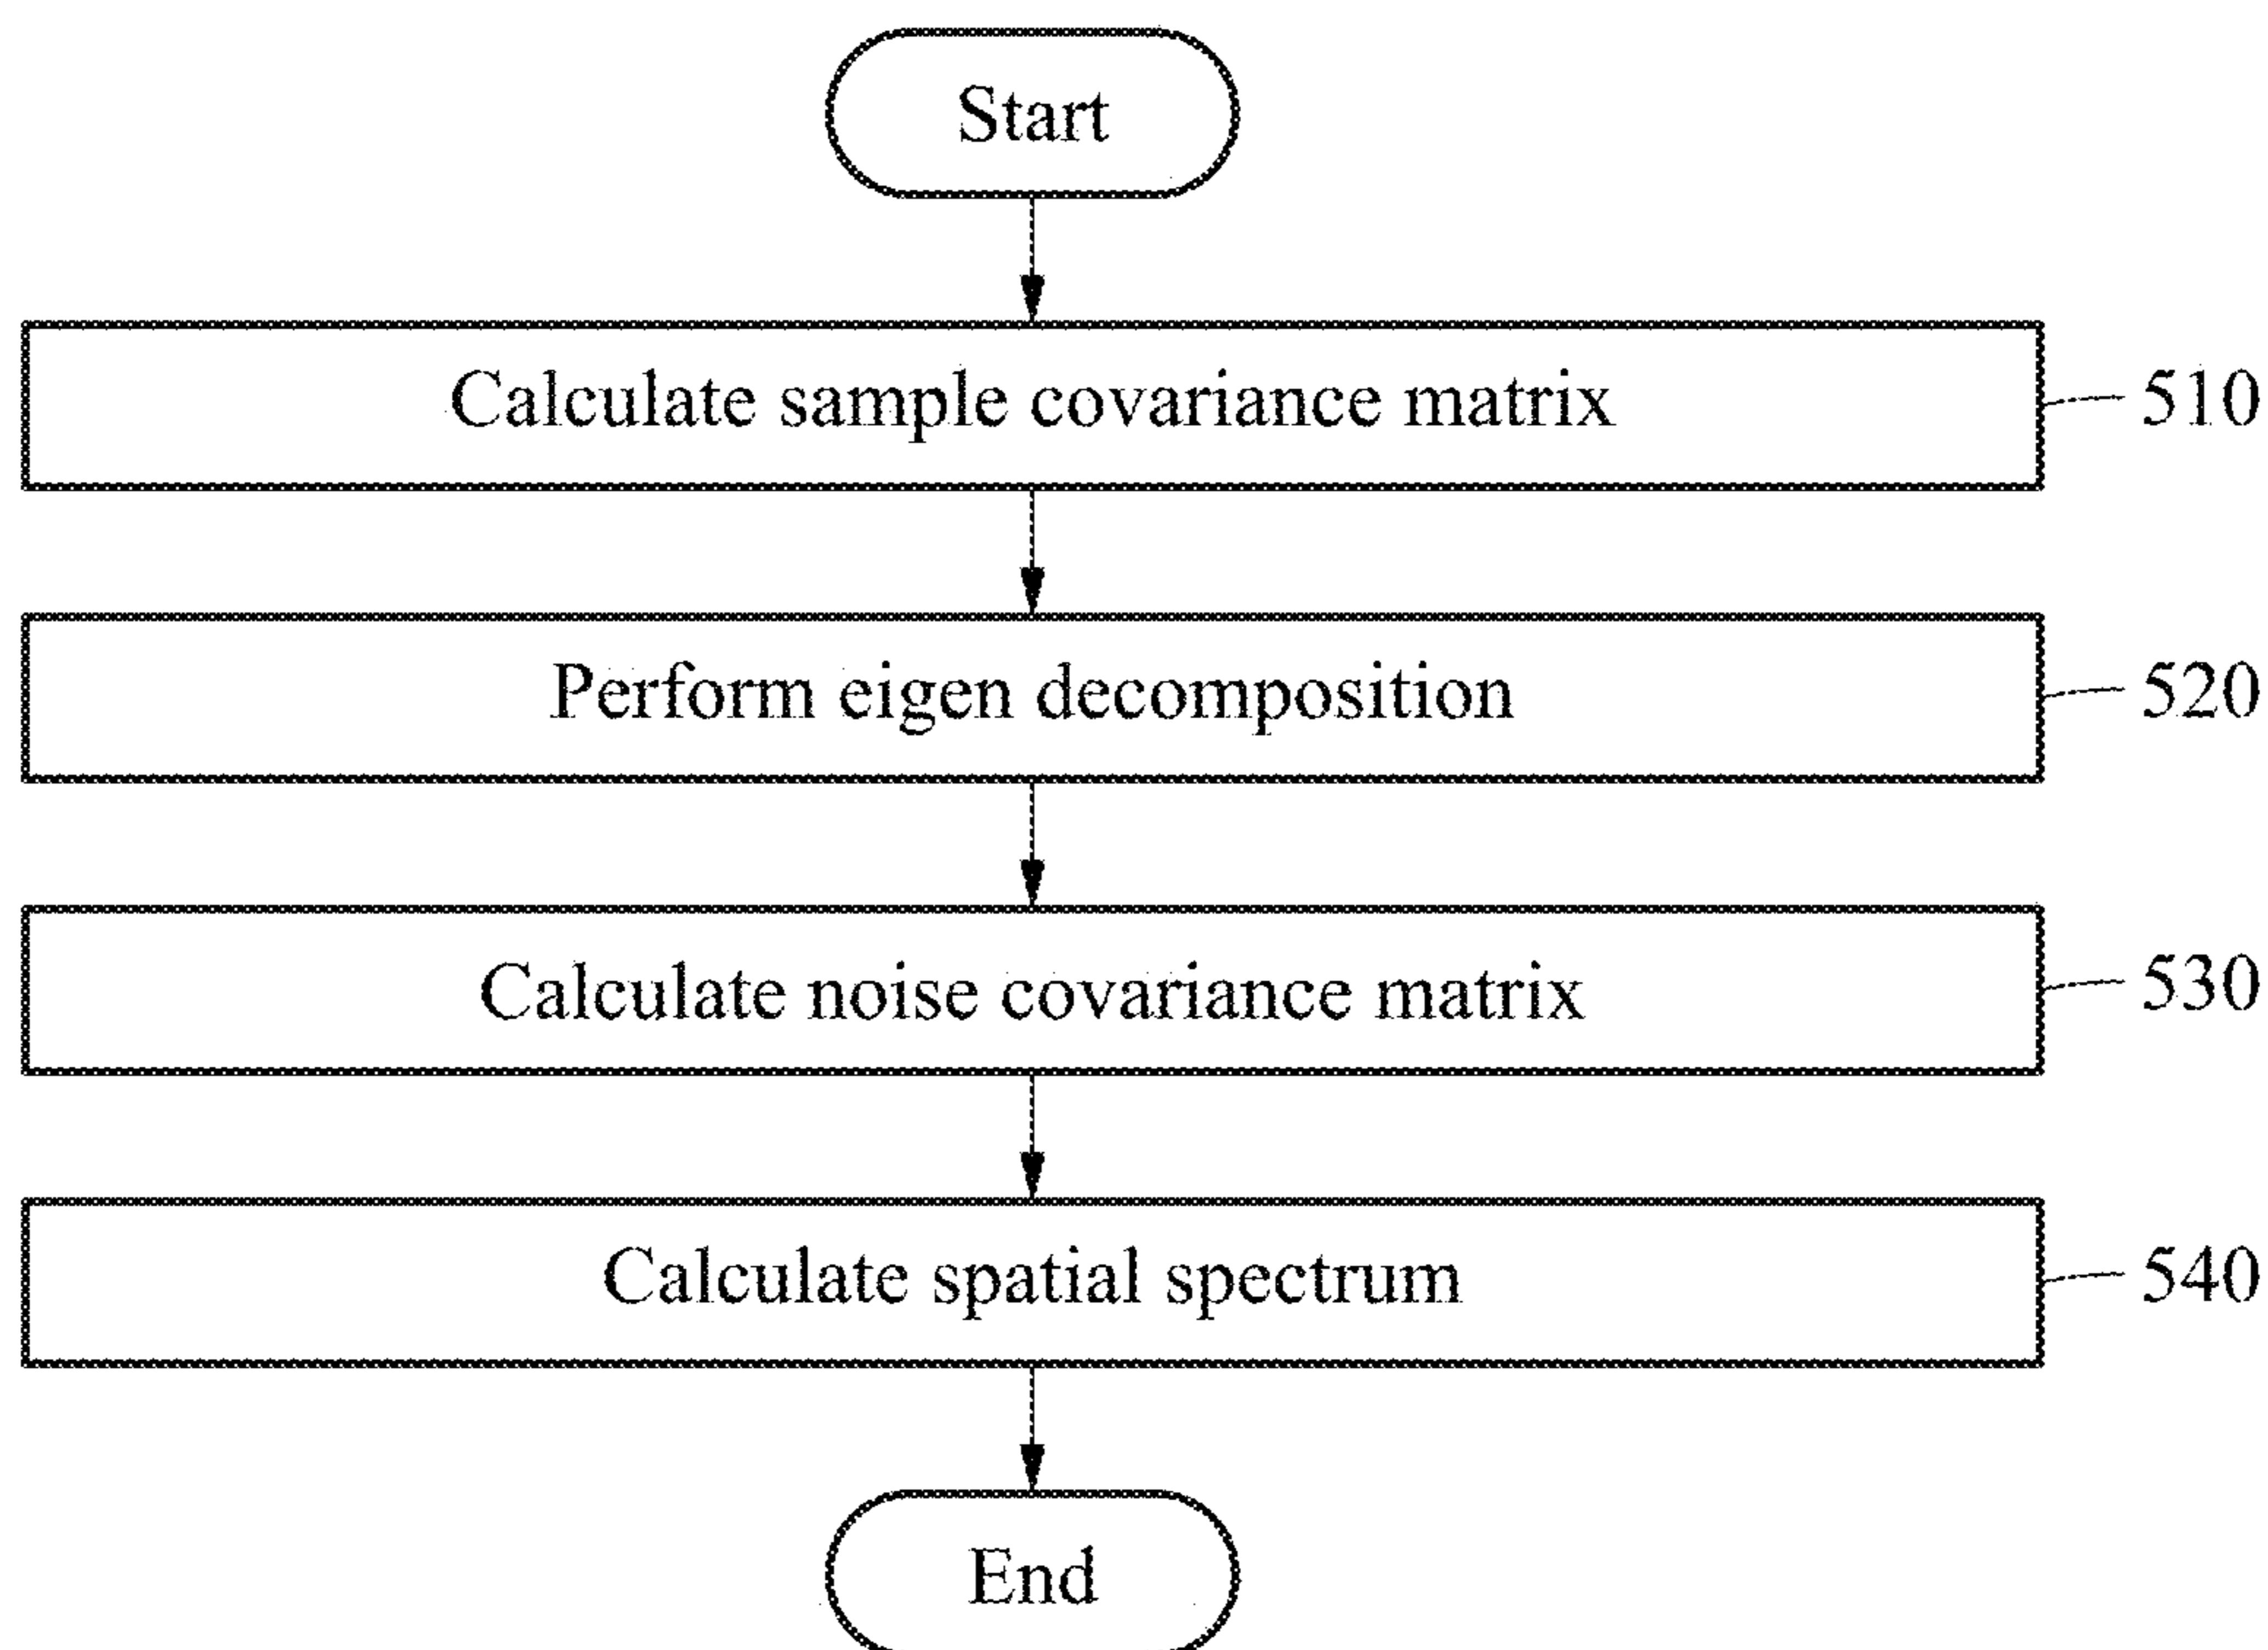 Start
Calculate sample covariance matrix 510
Perform eigen decomposition 520
Calculate noise covariance matrix 530
Calculate spatial spectrum 540
End